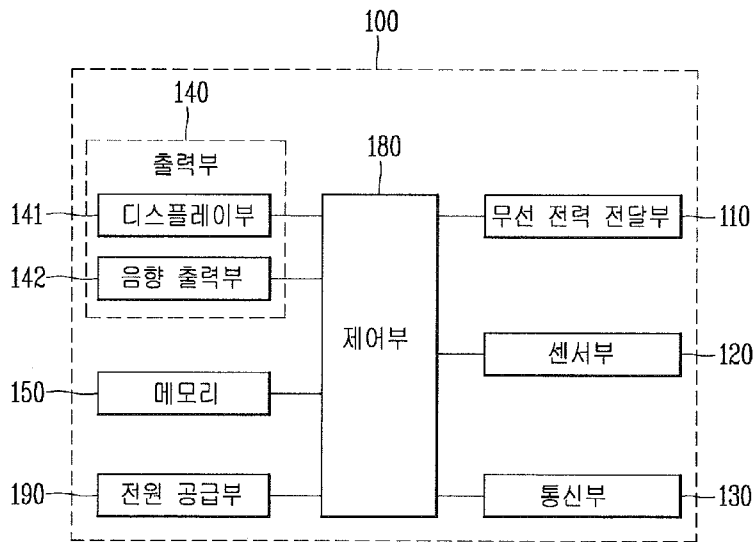 100
140
180
출력부
141 디스플레이부 무선 전력 전달부 110
142 음향 출력부
제어부 센서부 120
150 메모리
190 전원 공급부 통신부 130